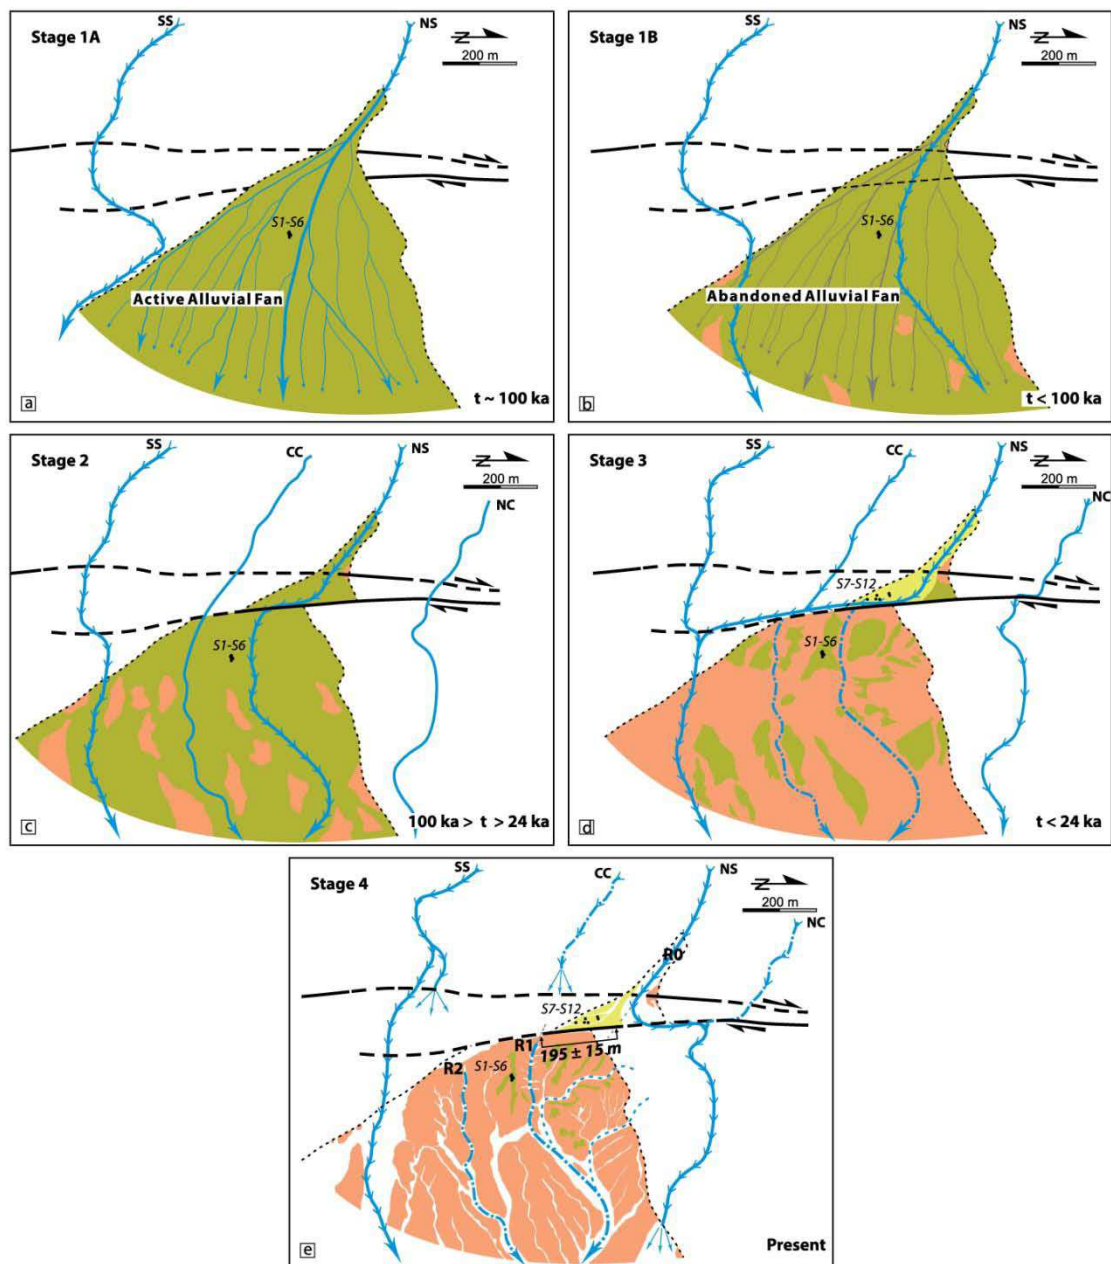 Stage 1A
SS
NS
N
200 m
S1-S6
Active Alluvial Fan
a
t ~ 100 ka
Stage 1B
SS
NS
N
200 m
S1-S6
Abandoned Alluvial Fan
b
t < 100 ka
Stage 2
SS
CC
NS
N
200 m
NC
S1-S6
c
100 ka > t > 24 ka
Stage 3
SS
CC
NS
N
200 m
NC
S7-S12
S1-S6
d
t < 24 ka
Stage 4
SS
CC
NS
N
200 m
NC
R0
S7-S12
R1
195 ± 15 m
R2
S1-S6
e
Present